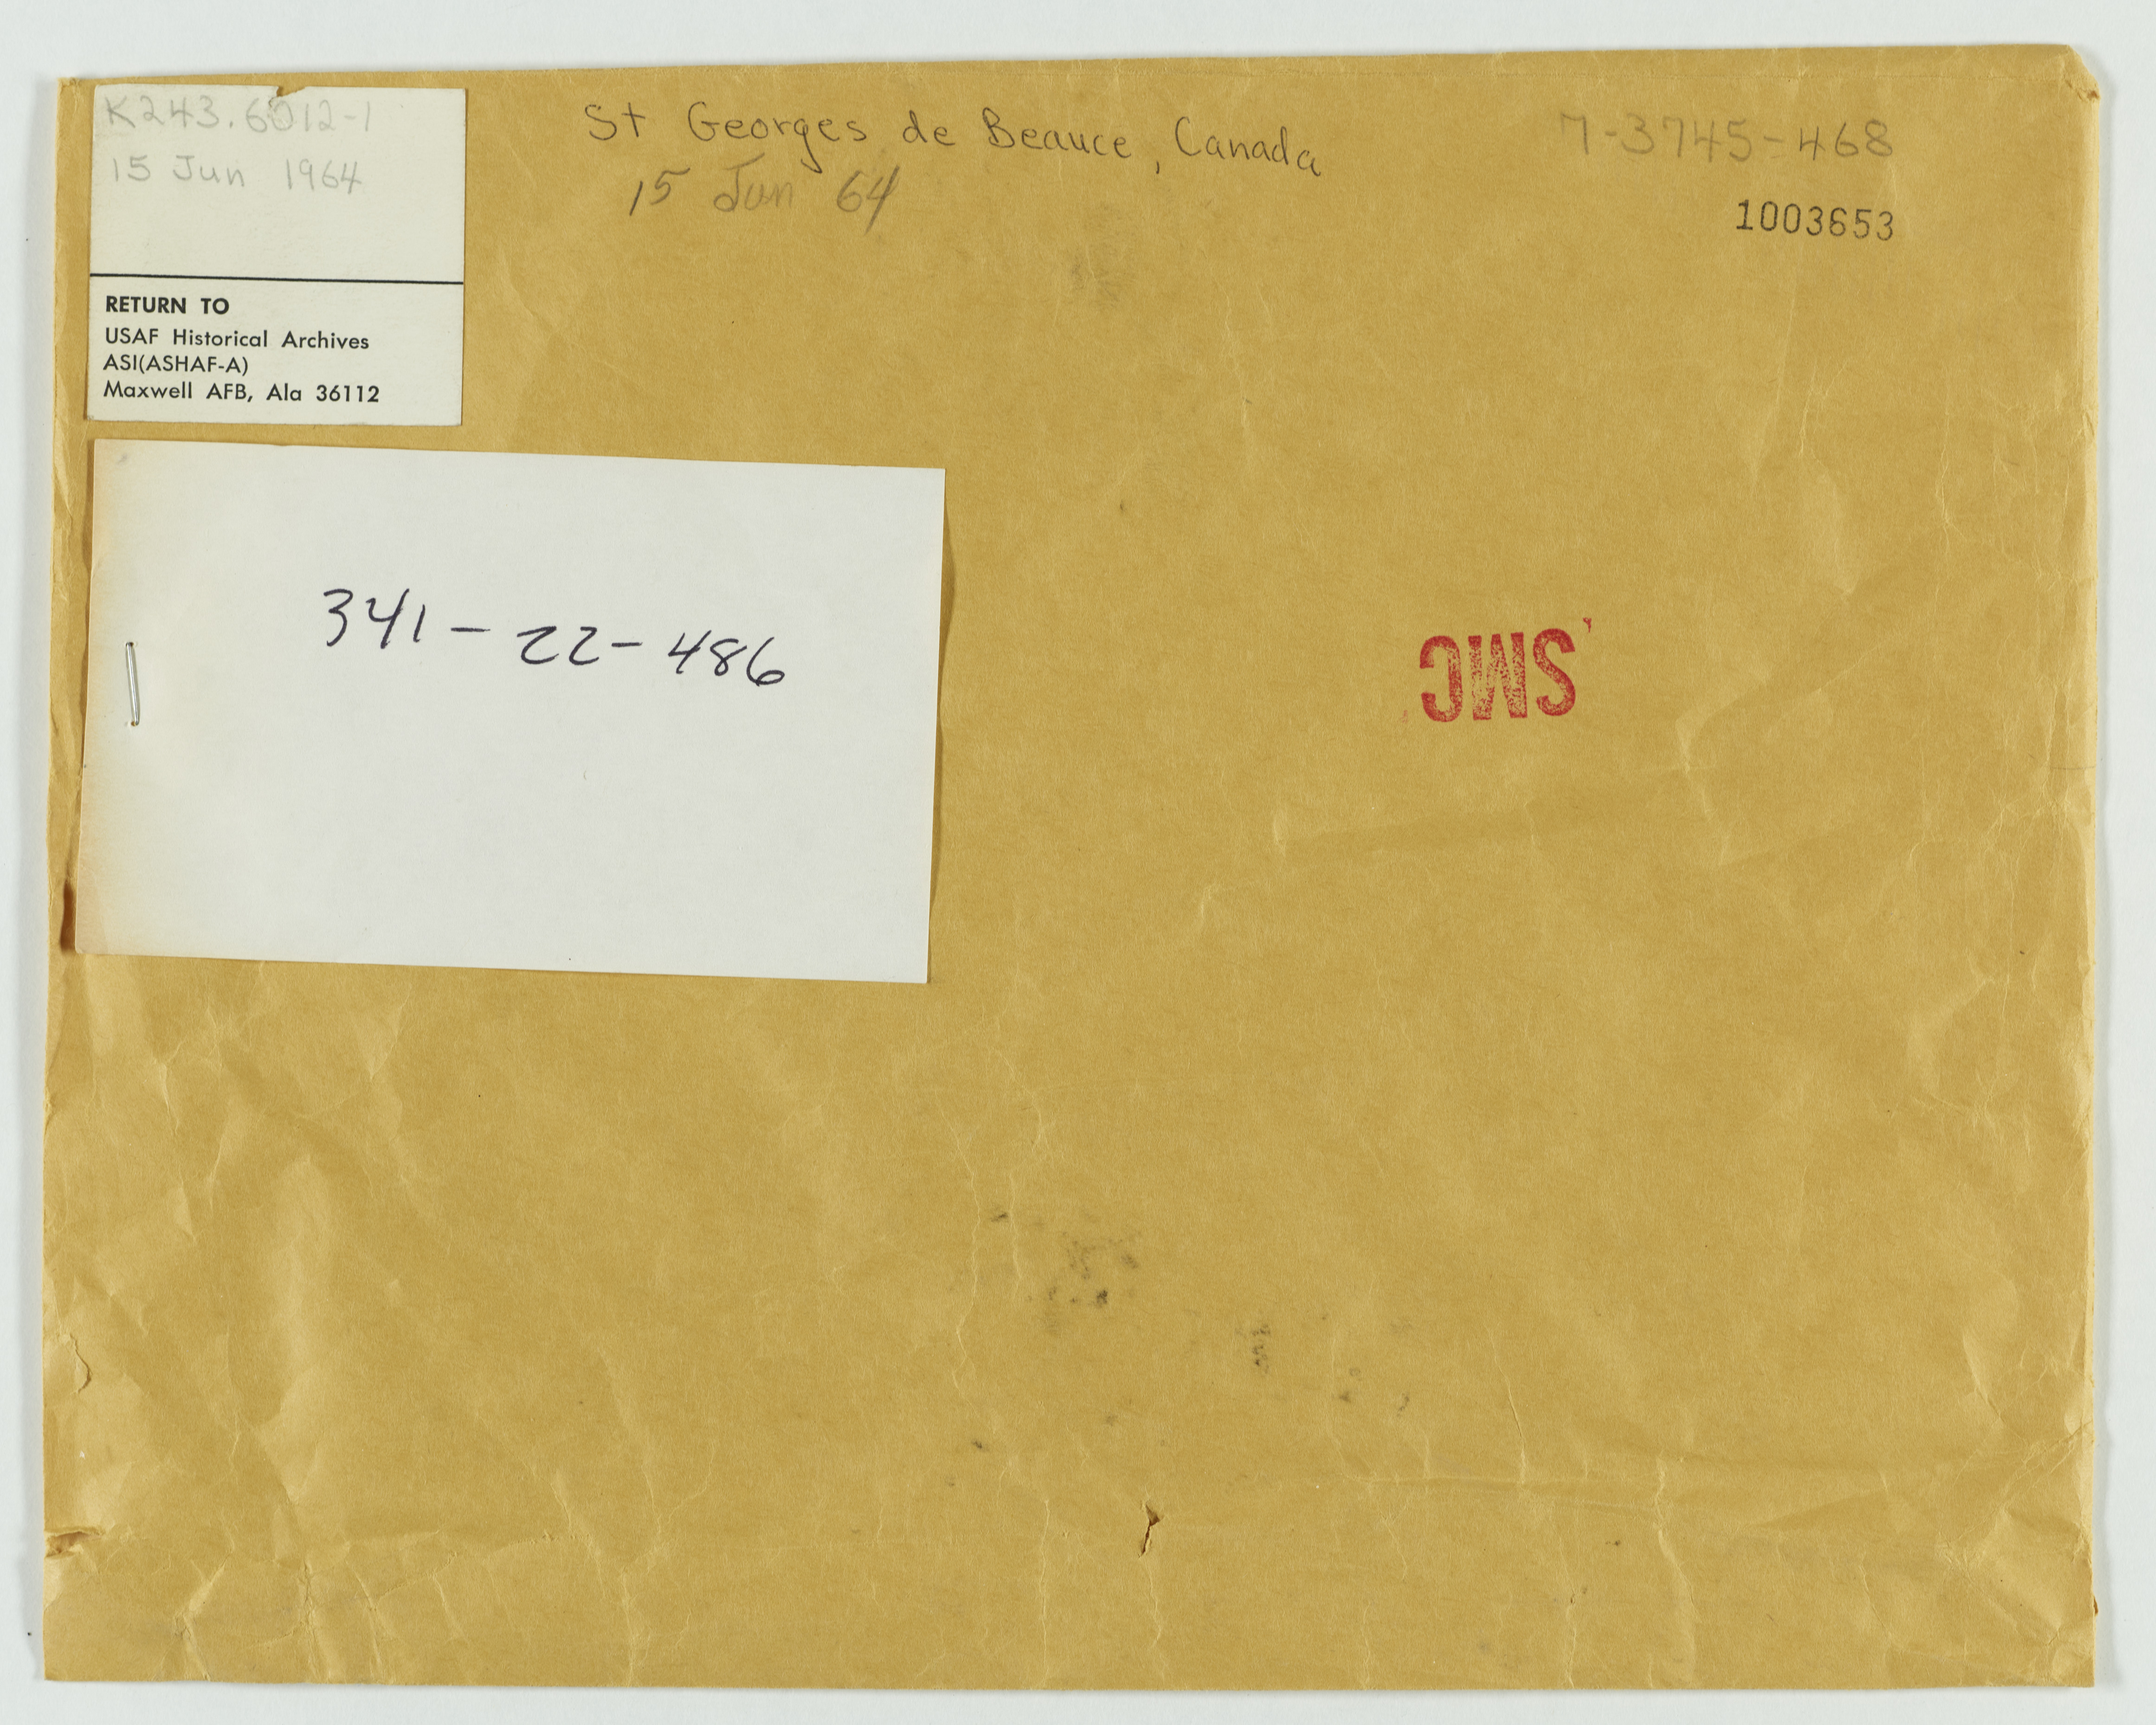 K243.6012-1
15 Jun 1964
RETURN TO
USAF Historical Archives
ASI(ASHAF-A)
Maxwell AFB, Ala 36112
St Georges de Beauce, Canada
15 Jun 64
7-3745-468
1003653
341-22-486
SMC